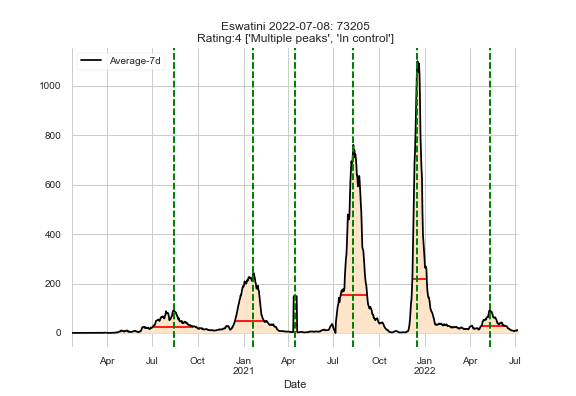 Eswatini 2022-07-08: 73205
Rating:4 ['Multiple peaks', 'In control']
Average-7d
1000
800
600
400
200
0
Apr Jul Oct Jan Apr Jul Oct Jan Apr Jul
2021 2022
Date